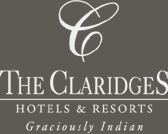 C
THE CLARIDGES
HOTELS & RESORTS
Graciously Indian